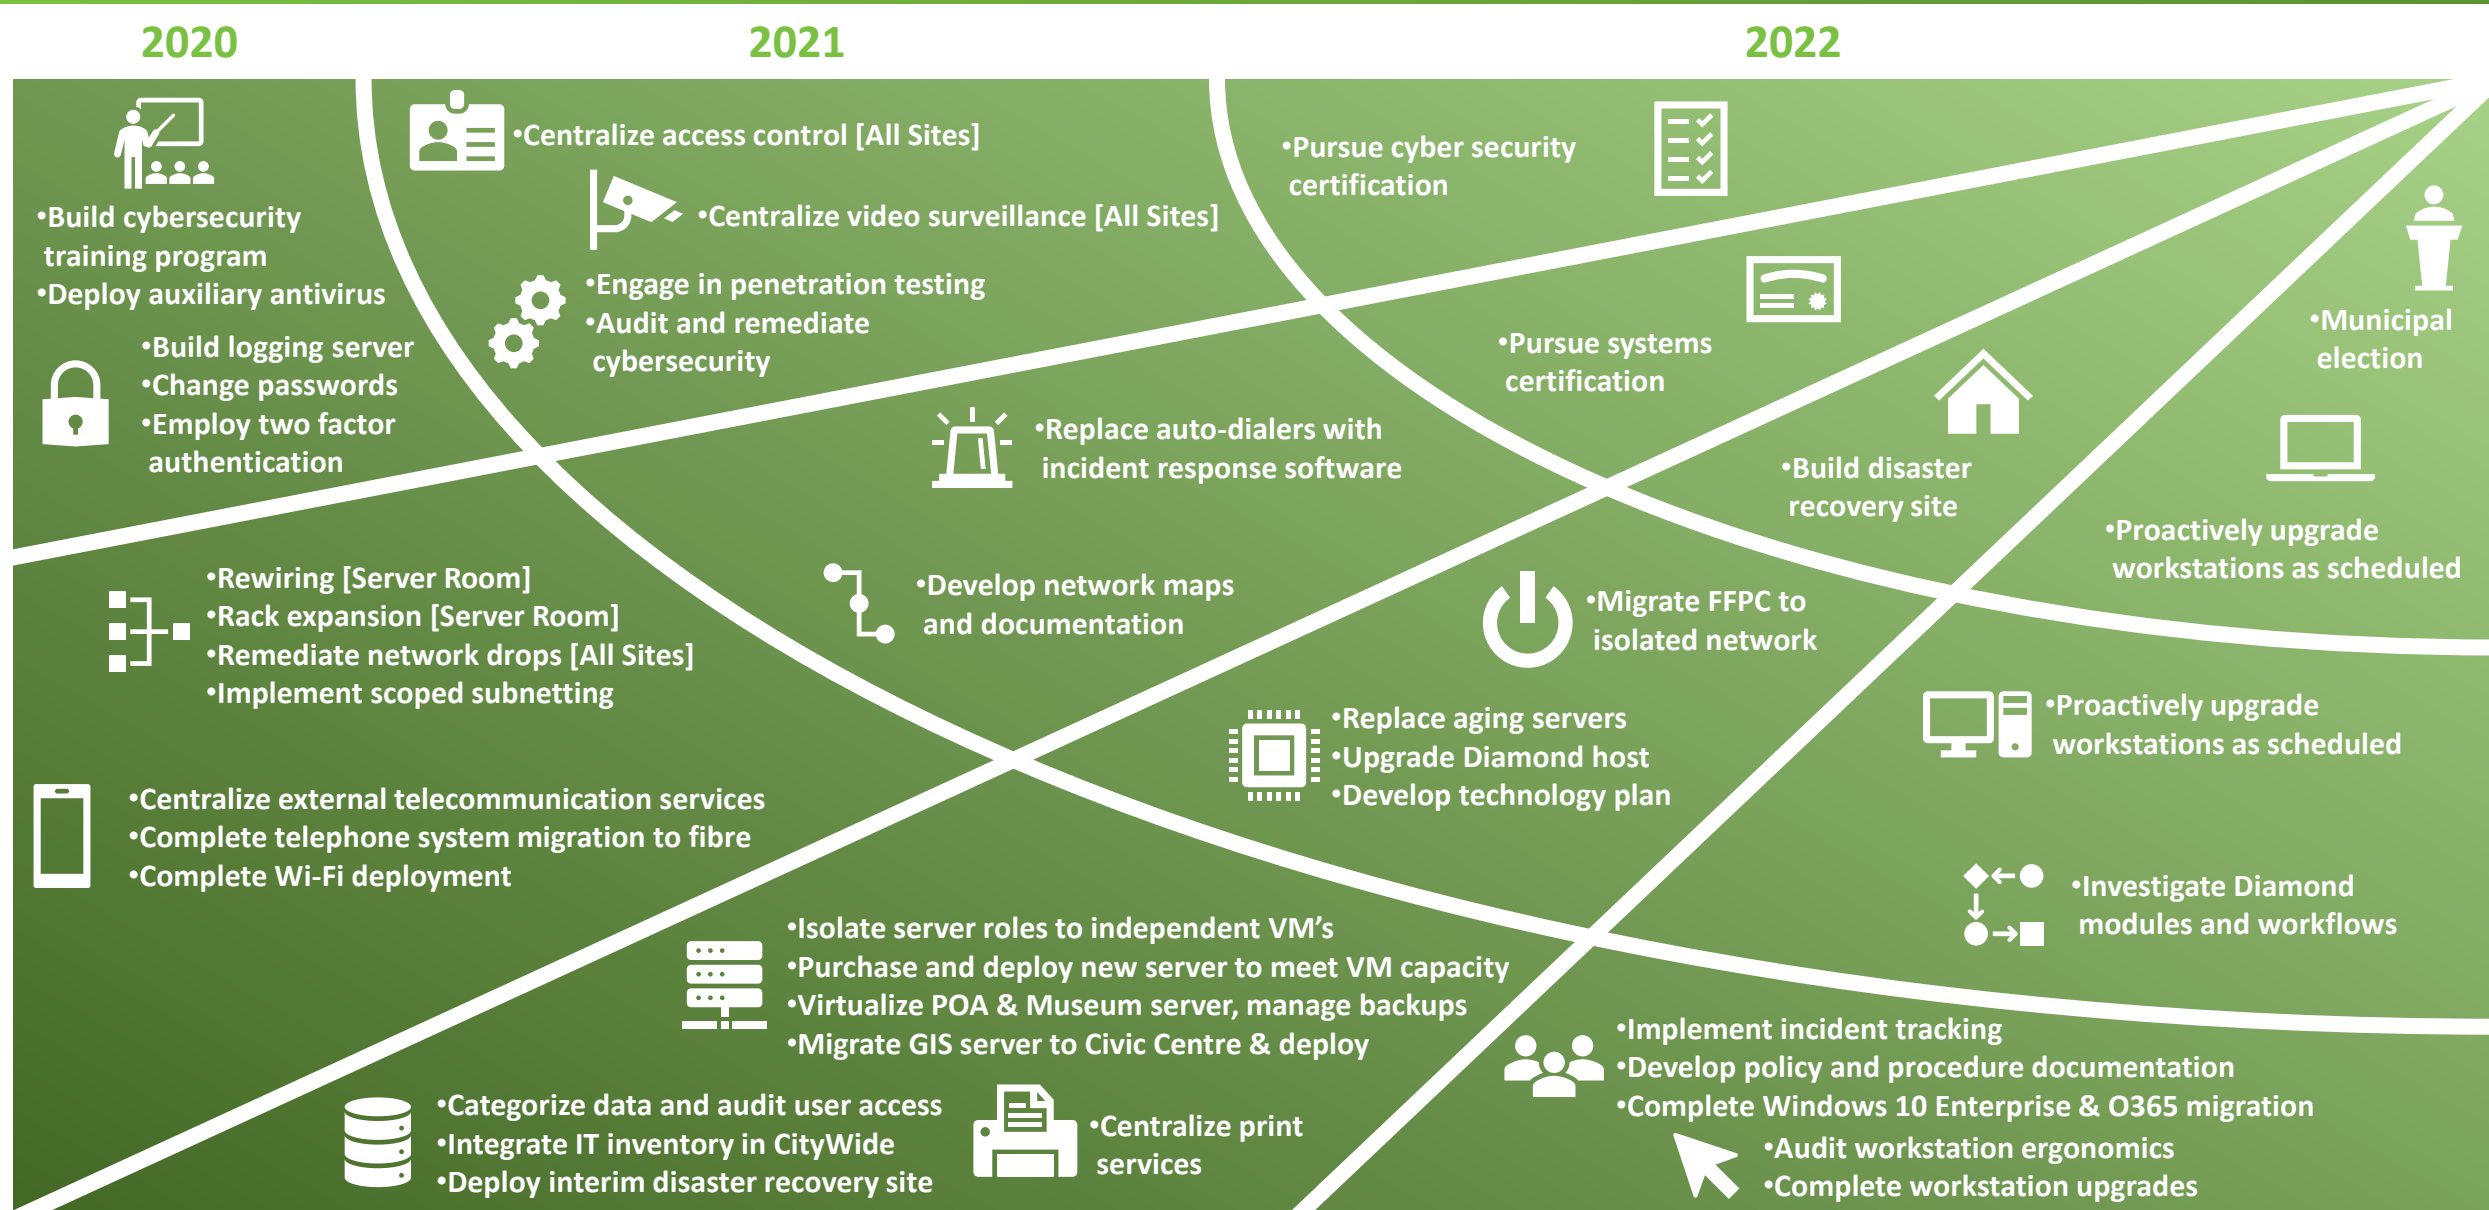 2020
2021
2022
•Build cybersecurity
training program
•Deploy auxiliary antivirus
•Build logging server
•Change passwords
•Employ two factor
authentication
•Centralize access control [All Sites]
•Centralize video surveillance [All Sites]
•Engage in penetration testing
•Audit and remediate
cybersecurity
•Pursue cyber security
certification
•Rewiring [Server Room]
•Rack expansion [Server Room]
•Remediate network drops [All Sites]
•Implement scoped subnetting
•Centralize external telecommunication services
•Complete telephone system migration to fibre
•Complete Wi-Fi deployment
•Replace auto-dialers with
incident response software
•Develop network maps
and documentation
•Pursue systems
certification
•Isolate server roles to independent VM's
•Purchase and deploy new server to meet VM capacity
•Virtualize POA & Museum server, manage backups
•Migrate GIS server to Civic Centre & deploy
•Categorize data and audit user access
•Integrate IT inventory in CityWide
•Deploy interim disaster recovery site
•Centralize print
services
•Migrate FFPC to
isolated network
•Replace aging servers
•Upgrade Diamond host
•Develop technology plan
•Build disaster
recovery site
•Implement incident tracking
•Develop policy and procedure documentation
•Complete Windows 10 Enterprise & O365 migration
•Audit workstation ergonomics
•Complete workstation upgrades
•Proactively upgrade
workstations as scheduled
•Investigate Diamond
modules and workflows
•Municipal
election
•Proactively upgrade
workstations as scheduled